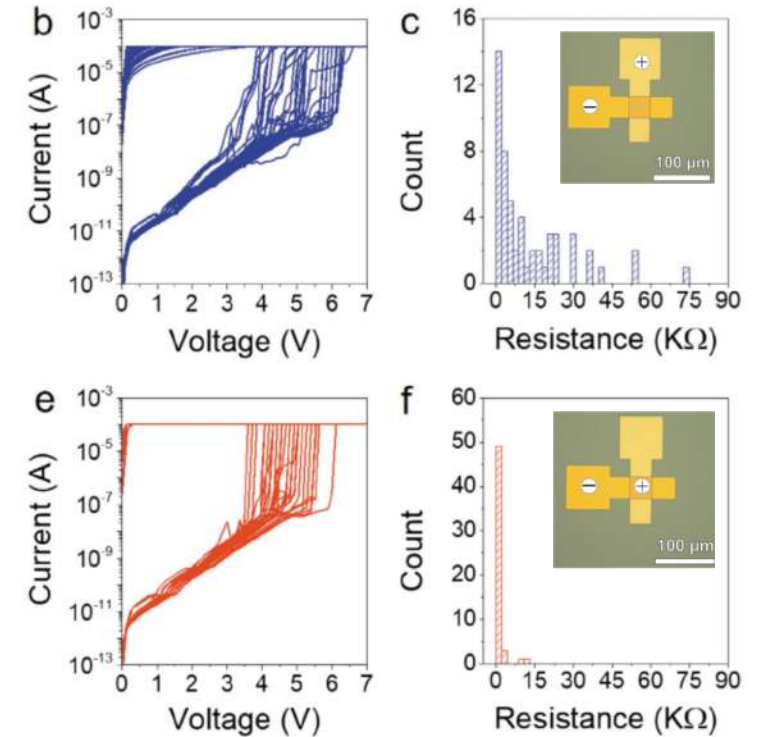 b
Current (A)
10⁻³
10⁻⁵
10⁻⁷
10⁻⁹
10⁻¹¹
10⁻¹³
0 1 2 3 4 5 6 7
Voltage (V)
c
Count
16
12
8
4
0
0 15 30 45 60 75 90
Resistance (KΩ)
+
−
100 μm
e
Current (A)
10⁻³
10⁻⁵
10⁻⁷
10⁻⁹
10⁻¹¹
10⁻¹³
0 1 2 3 4 5 6 7
Voltage (V)
f
Count
60
50
40
30
20
10
0
0 15 30 45 60 75 90
Resistance (KΩ)
− +
100 μm